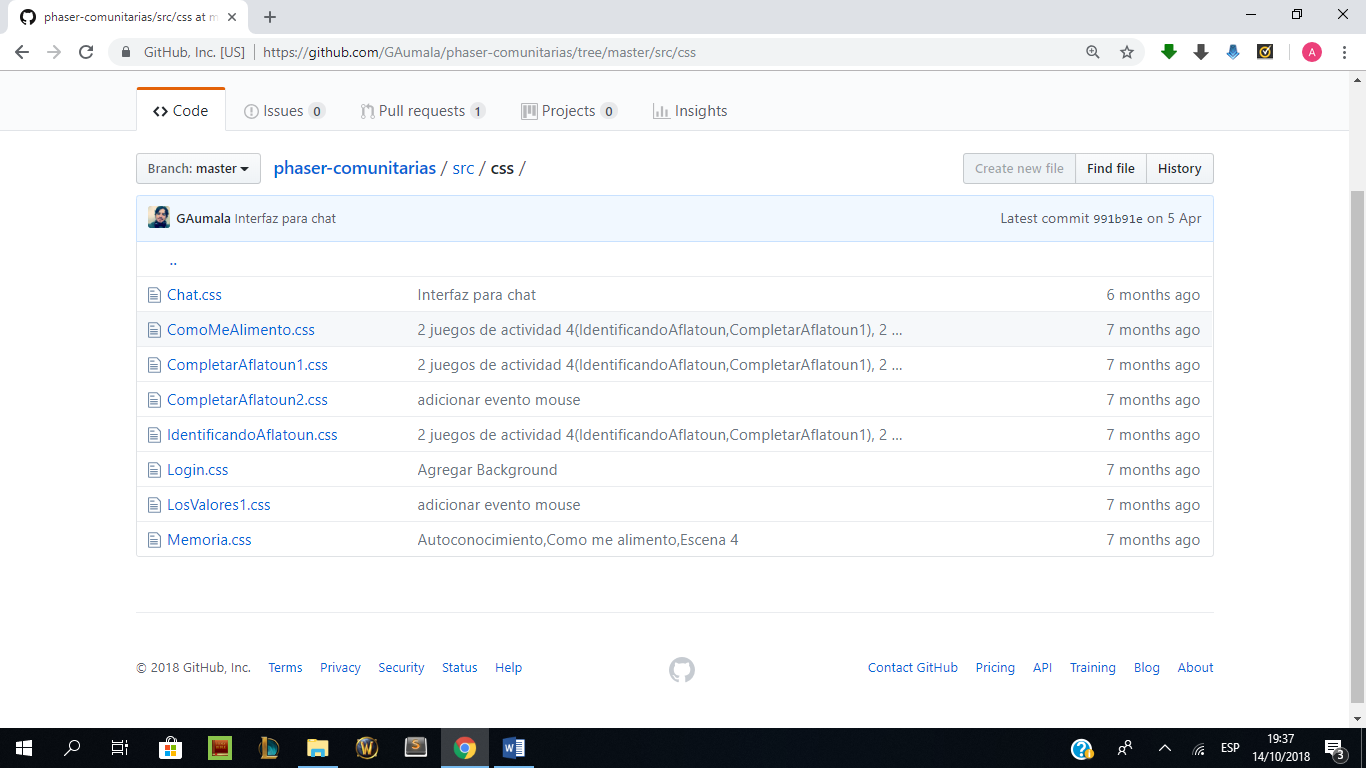 phaser-comunitarias/src/css at m
GitHub, Inc. [US] | https://github.com/GAumala/phaser-comunitarias/tree/master/src/css
A
Code Issues 0 Pull requests 1 Projects 0 Insights
Branch: master phaser-comunitarias / src / css / Create new file Find file History
GAumala Interfaz para chat Latest commit 991b91e on 5 Apr
..
Chat.css Interfaz para chat 6 months ago
ComoMeAlimento.css 2 juegos de actividad 4(IdentificandoAflatoun,CompletarAflatoun1), 2 ... 7 months ago
CompletarAflatoun1.css 2 juegos de actividad 4(IdentificandoAflatoun,CompletarAflatoun1), 2 ... 7 months ago
CompletarAflatoun2.css adicionar evento mouse 7 months ago
IdentificandoAflatoun.css 2 juegos de actividad 4(IdentificandoAflatoun,CompletarAflatoun1), 2 ... 7 months ago
Login.css Agregar Background 7 months ago
LosValores1.css adicionar evento mouse 7 months ago
Memoria.css Autoconocimiento,Como me alimento,Escena 4 7 months ago
© 2018 GitHub, Inc. Terms Privacy Security Status Help Contact GitHub Pricing API Training Blog About
ESP
19:37
14/10/2018
3